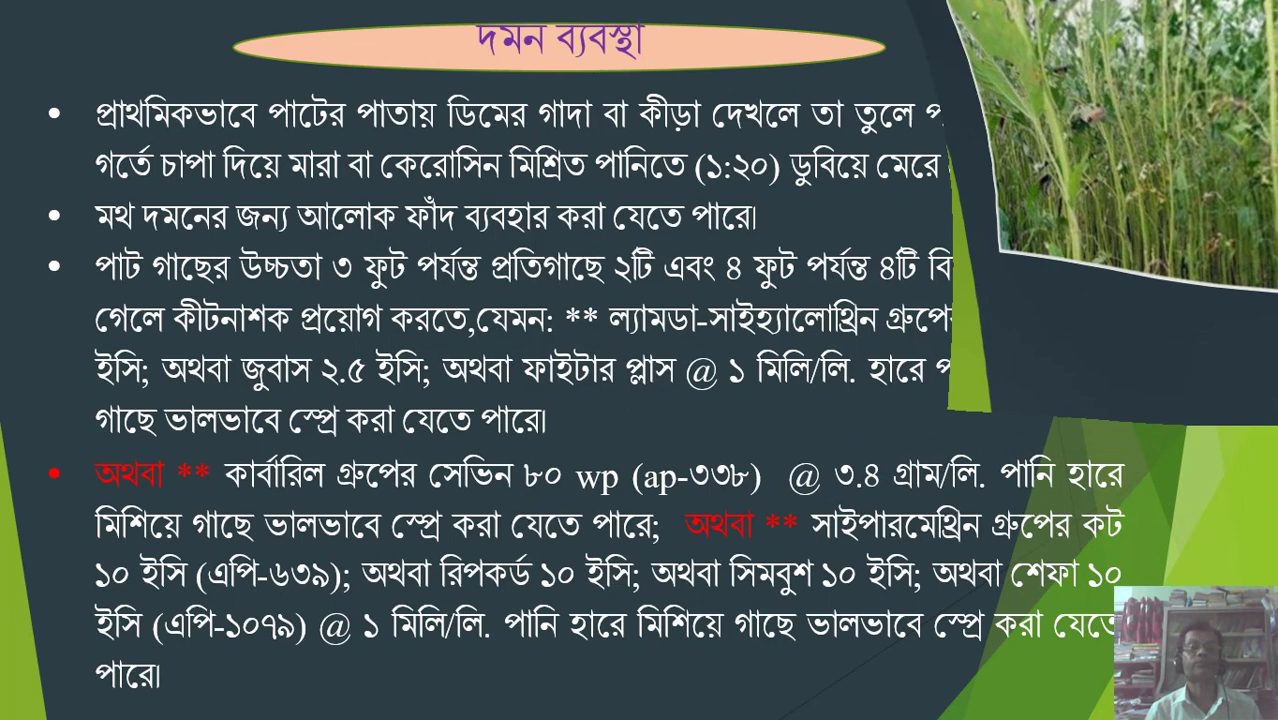 দমন ব্যবস্থা
• প্রাথমিকভাবে পাটের পাতায় ডিমের গাদা বা কীড়া দেখলে তা তুলে
গর্তে চাপা দিয়ে মারা বা কেরোসিন মিশ্রিত পানিতে (১:২০) ডুবিয়ে মেরে
• মথ দমনের জন্য আলোক ফাঁদ ব্যবহার করা যেতে পারে।
• পাট গাছের উচ্চতা ৩ ফুট পর্যন্ত প্রতিগাছে ২টি এবং ৪ ফুট পর্যন্ত ৪টি
গেলে কীটনাশক প্রয়োগ করতে,যেমন: ** ল্যামডা-সাইহ্যালোথ্রিন
ইসি; অথবা জুবাস ২.৫ ইসি; অথবা ফাইটার প্লাস @ ১ মিলি/লি. হারে
গাছে ভালভাবে স্প্রে করা যেতে পারে।
• অথবা ** কার্বারিল গ্রুপের সেভিন ৮০ wp (ap-৩৩৮) @ ৩.৪ গ্রাম/লি. পানি হারে
মিশিয়ে গাছে ভালভাবে স্প্রে করা যেতে পারে; অথবা ** সাইপারমেথ্রিন গ্রুপের কট
১০ ইসি (এপি-৬৩৯); অথবা রিপকর্ড ১০ ইসি; অথবা সিমবুশ ১০ ইসি; অথবা শেফা ১০
ইসি (এপি-১০৭৯) @ ১ মিলি/লি. পানি হারে মিশিয়ে গাছে ভালভাবে স্প্রে করা যেতে
পারে।